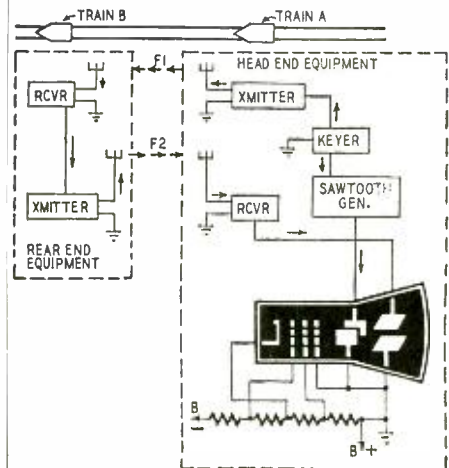 TRAIN B
TRAIN A
F1
HEAD END EQUIPMENT
RCVR
XMITTER
F2
KEYER
XMITTER
RCVR
SAWTOOTH GEN.
REAR END
EQUIPMENT
B
-
B +